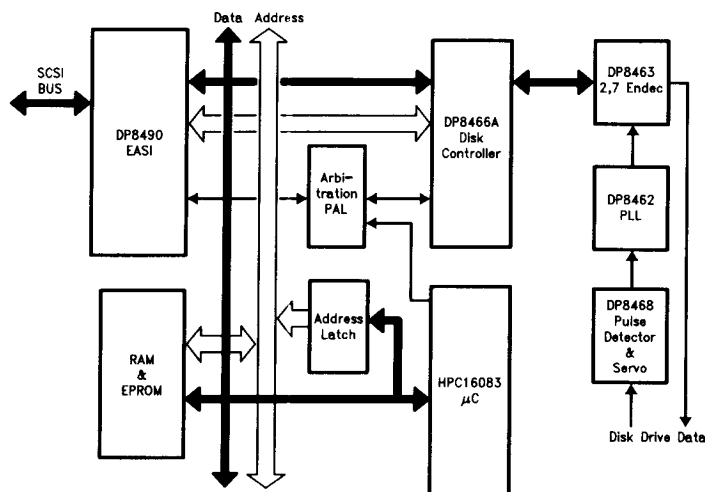 Data Address
SCSI
BUS
DP8490
EASI
DP8466A
Disk
Controller
DP8463
2,7 Endec
Arbi-
tration
PAL
DP8462
PLL
RAM
&
EPROM
Address
Latch
HPC16083
μC
DP8468
Pulse
Detector
&
Servo
Disk Drive Data